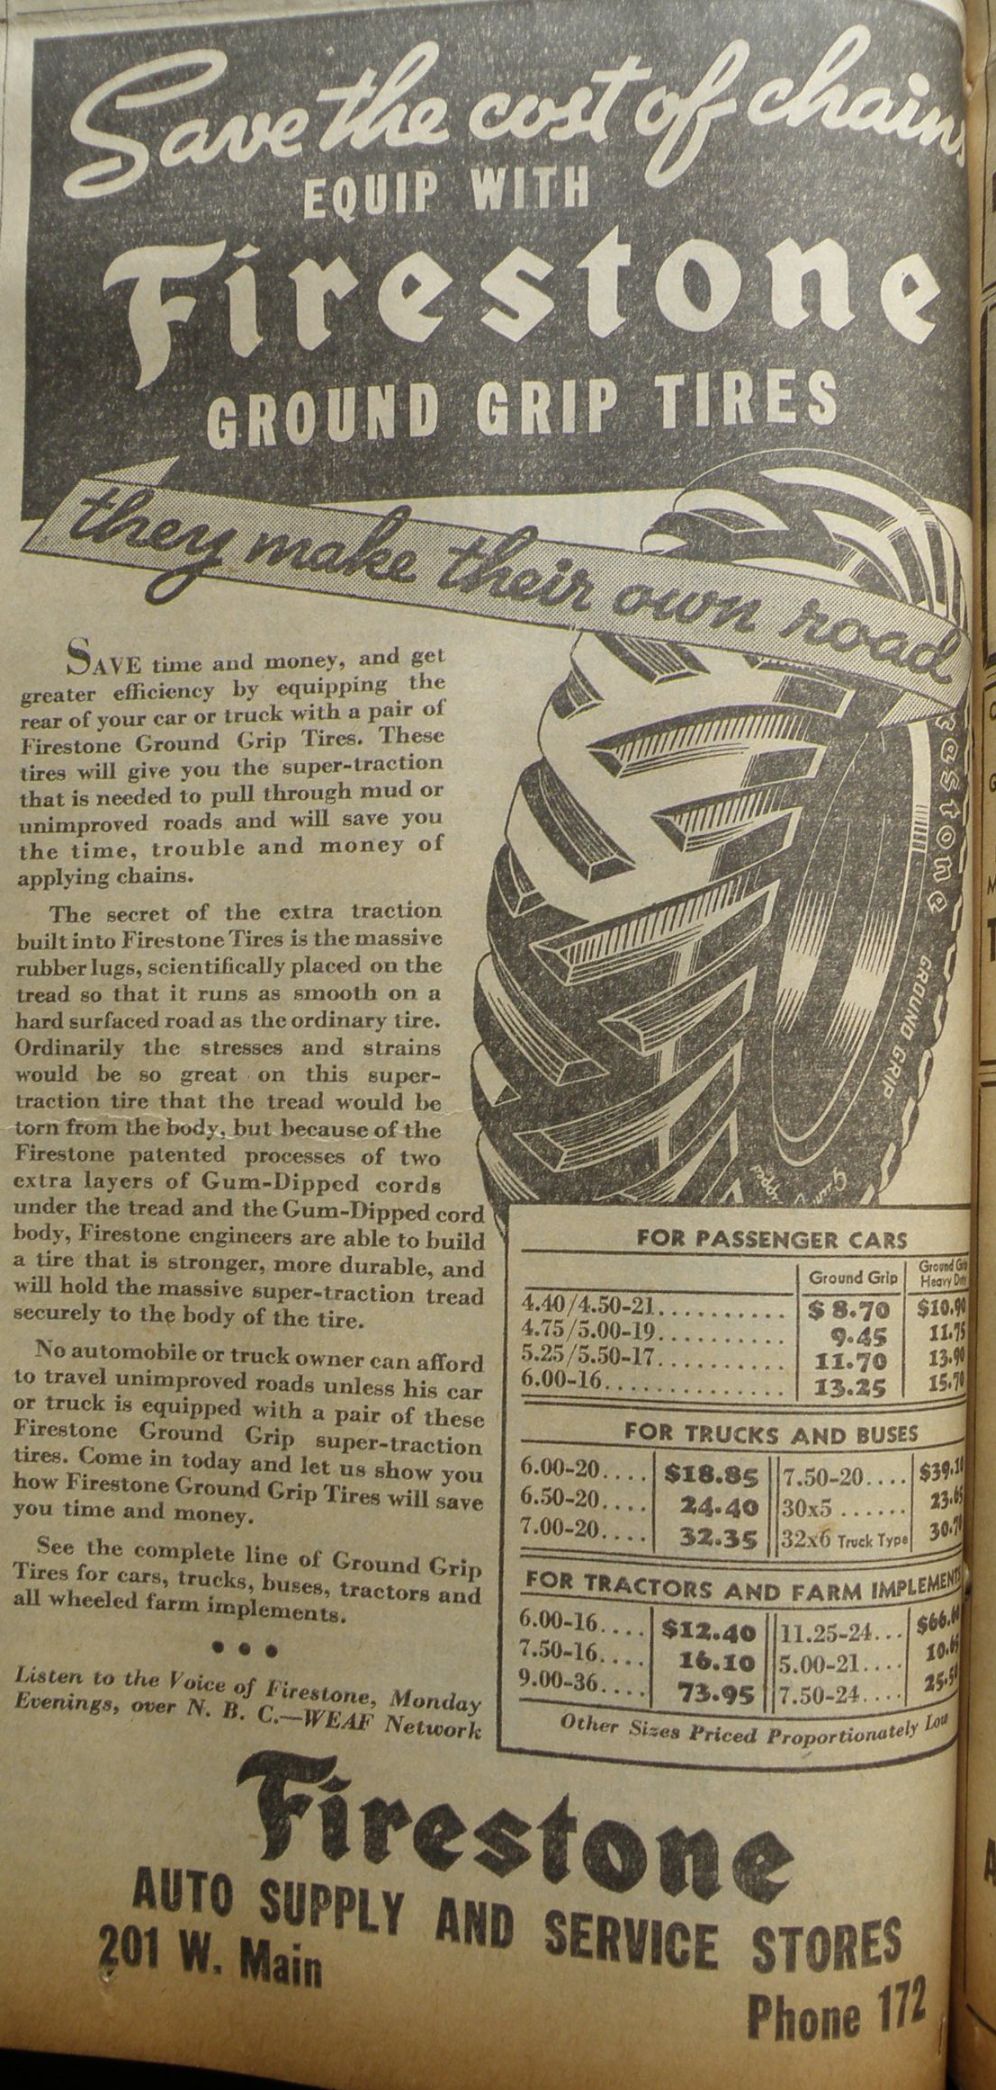 Save the cost of chains
EQUIP WITH
Firestone
GROUND GRIP TIRES
they make their own road
SAVE time and money, and get
greater efficiency by equipping the
rear of your car or truck with a pair of
Firestone Ground Grip Tires. These
tires will give you the super-traction
that is needed to pull through mud or
unimproved roads and will save you
the time, trouble and money of
applying chains.
The secret of the extra traction
built into Firestone Tires is the massive
rubber lugs, scientifically placed on the
tread so that it runs as smooth on a
hard surfaced road as the ordinary tire.
Ordinarily the stresses and strains
would be so great on this super-
traction tire that the tread would be
torn from the body, but because of the
Firestone patented processes of two
extra layers of Gum-Dipped cords
under the tread and the Gum-Dipped cord
body, Firestone engineers are able to build
a tire that is stronger, more durable, and
will hold the massive super-traction tread
securely to the body of the tire.
No automobile or truck owner can afford
to travel unimproved roads unless his car
or truck is equipped with a pair of these
Firestone Ground Grip super-traction
tires. Come in today and let us show you
how Firestone Ground Grip Tires will save
you time and money.
See the complete line of Ground Grip
Tires for cars, trucks, buses, tractors and
all wheeled farm implements.
• • •
Listen to the Voice of Firestone, Monday
Evenings, over N. B. C.—WEAF Network
Firestone
GROUND GRIP
FOR PASSENGER CARS
Ground Grip Ground Grip Heavy Duty
4.40/4.50-21.......... $ 8.70 $10.90
4.75/5.00-19.......... 9.45 11.75
5.25/5.50-17.......... 11.70 13.90
6.00-16.............. 13.25 15.70
FOR TRUCKS AND BUSES
6.00-20.... $18.85 7.50-20.... $39.10
6.50-20.... 24.40 30x5 ......
7.00-20.... 32.35 32x6 Truck Type 30.70
FOR TRACTORS AND FARM IMPLEMENTS
6.00-16.... $12.40 11.25-24...
7.50-16.... 16.10 5.00-21....
9.00-36.... 73.95 7.50-24....
Other Sizes Priced Proportionately Low
Firestone
AUTO SUPPLY AND SERVICE STORES
201 W. Main
Phone 172